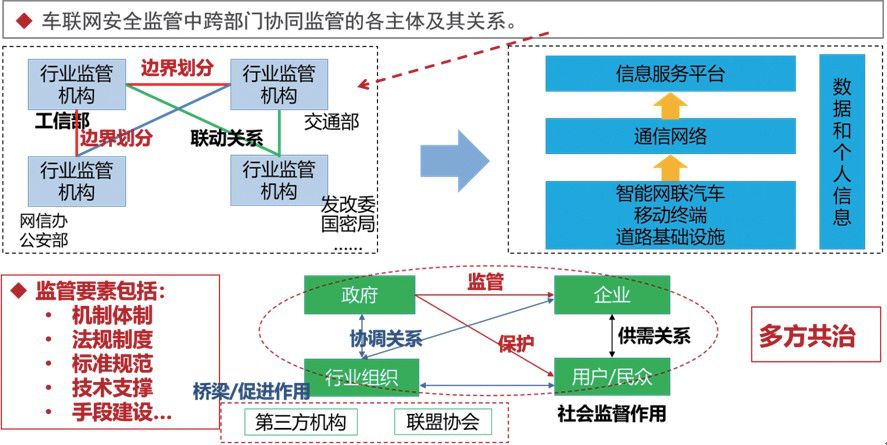 ◆ 车联网安全监管中跨部门协同监管的各主体及其关系。
行业监管
机构
边界划分
行业监管
机构
工信部
交通部
边界划分
联动关系
行业监管
机构
行业监管
机构
网信办
公安部
发改委
国密局
……
信息服务平台
通信网络
智能网联汽车
移动终端
道路基础设施
数据和个人信息
◆ 监管要素包括：
• 机制体制
• 法规制度
• 标准规范
• 技术支撑
• 手段建设...
政府
监管
企业
协调关系
保护
供需关系
行业组织
用户/民众
桥梁/促进作用
社会监督作用
第三方机构
联盟协会
多方共治